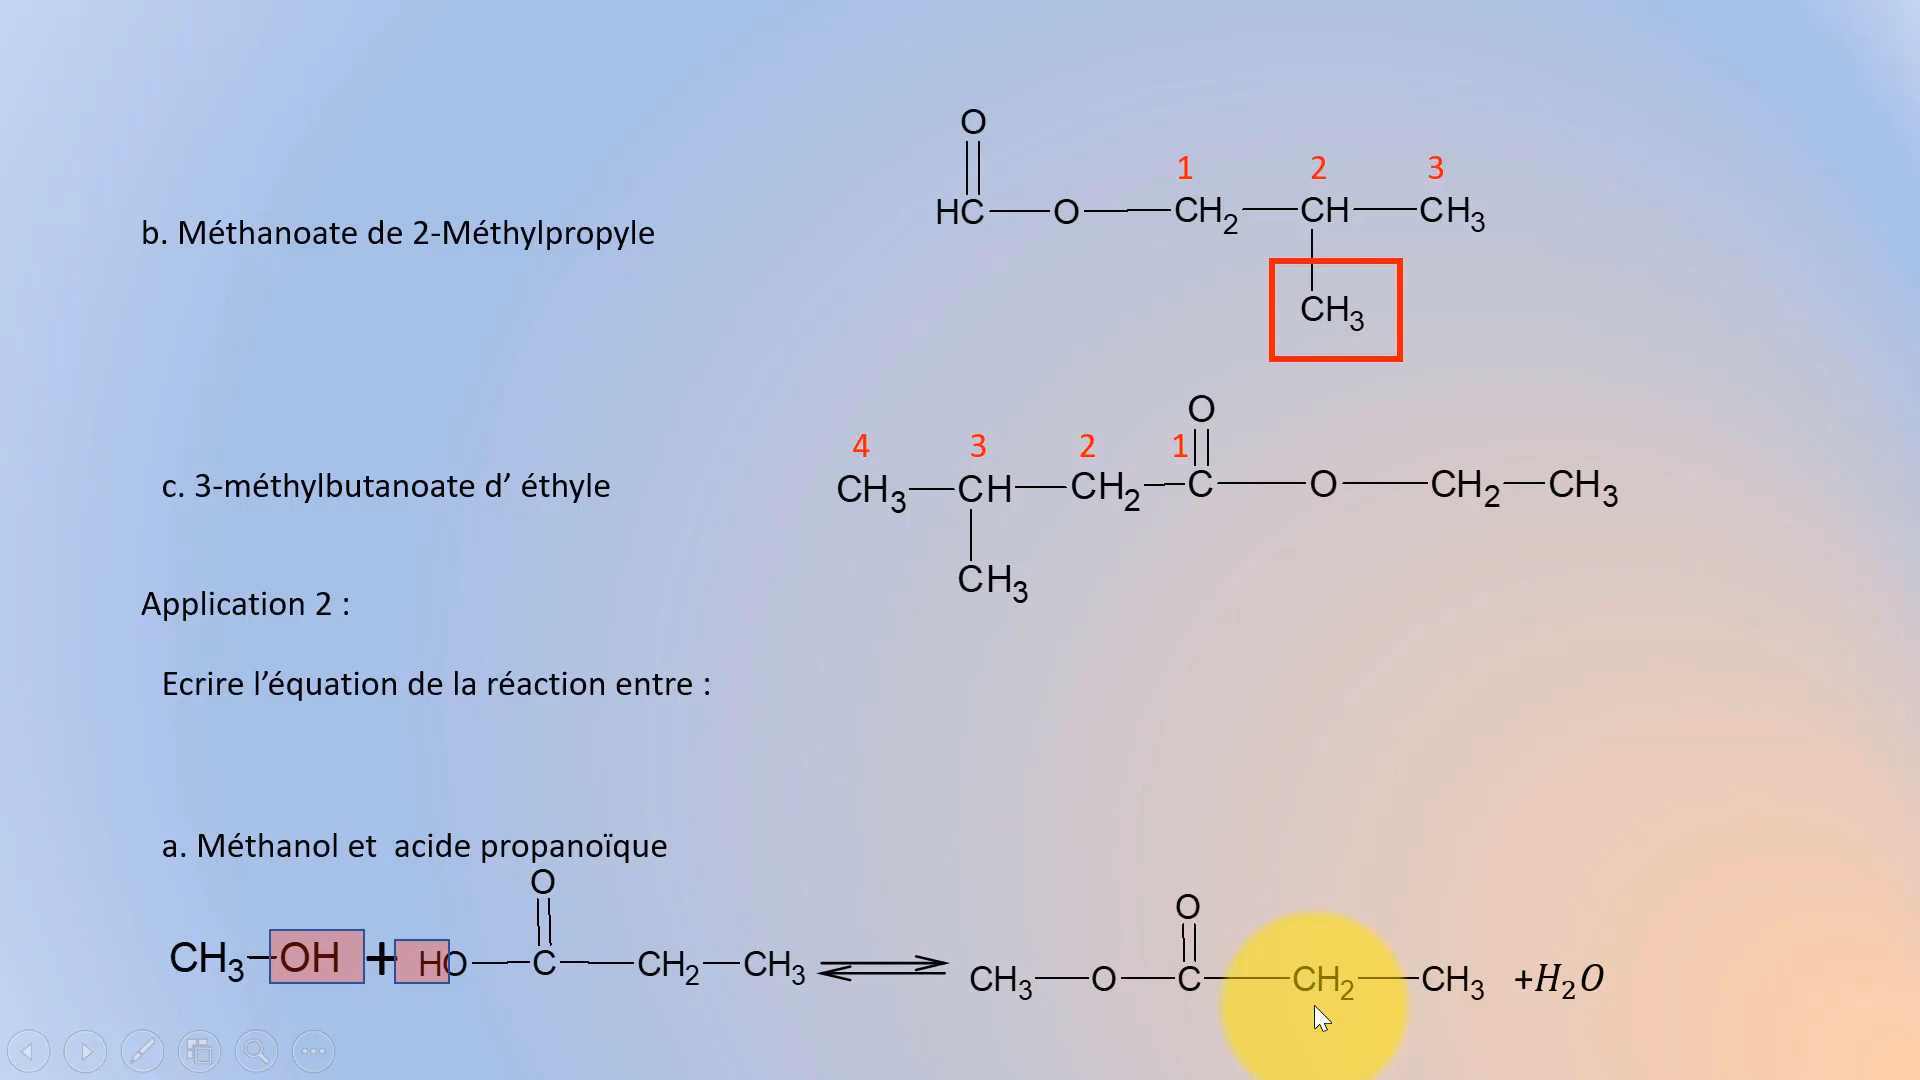 O
1 2 3
b. Méthanoate de 2-Méthylpropyle
HC O CH2 CH CH3
CH3
O
4 3 2 1
c. 3-méthylbutanoate d’ éthyle
CH3 CH CH2 C O CH2 CH3
CH3
Application 2 :
Ecrire l’équation de la réaction entre :
a. Méthanol et acide propanoïque
O O
CH3 OH + HO C CH2 CH3 CH3 O C CH2 CH3 +H2O